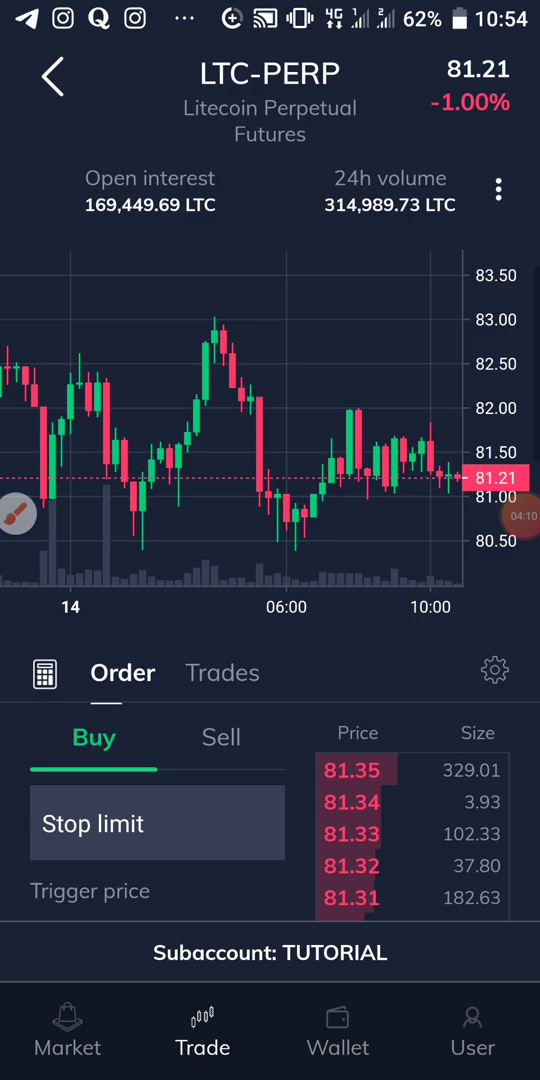 4G 1 2 62% 10:54
LTC-PERP 81.21
Litecoin Perpetual -1.00%
Futures
Open interest 24h volume
169,449.69 LTC 314,989.73 LTC
83.50
83.00
82.50
82.00
81.50
81.21
81.00
04:10
80.50
14 06:00 10:00
Order Trades
Buy Sell Price Size
81.35 329.01
81.34 3.93
Stop limit
81.33 102.33
81.32 37.80
Trigger price 81.31 182.63
Subaccount: TUTORIAL
Market Trade Wallet User